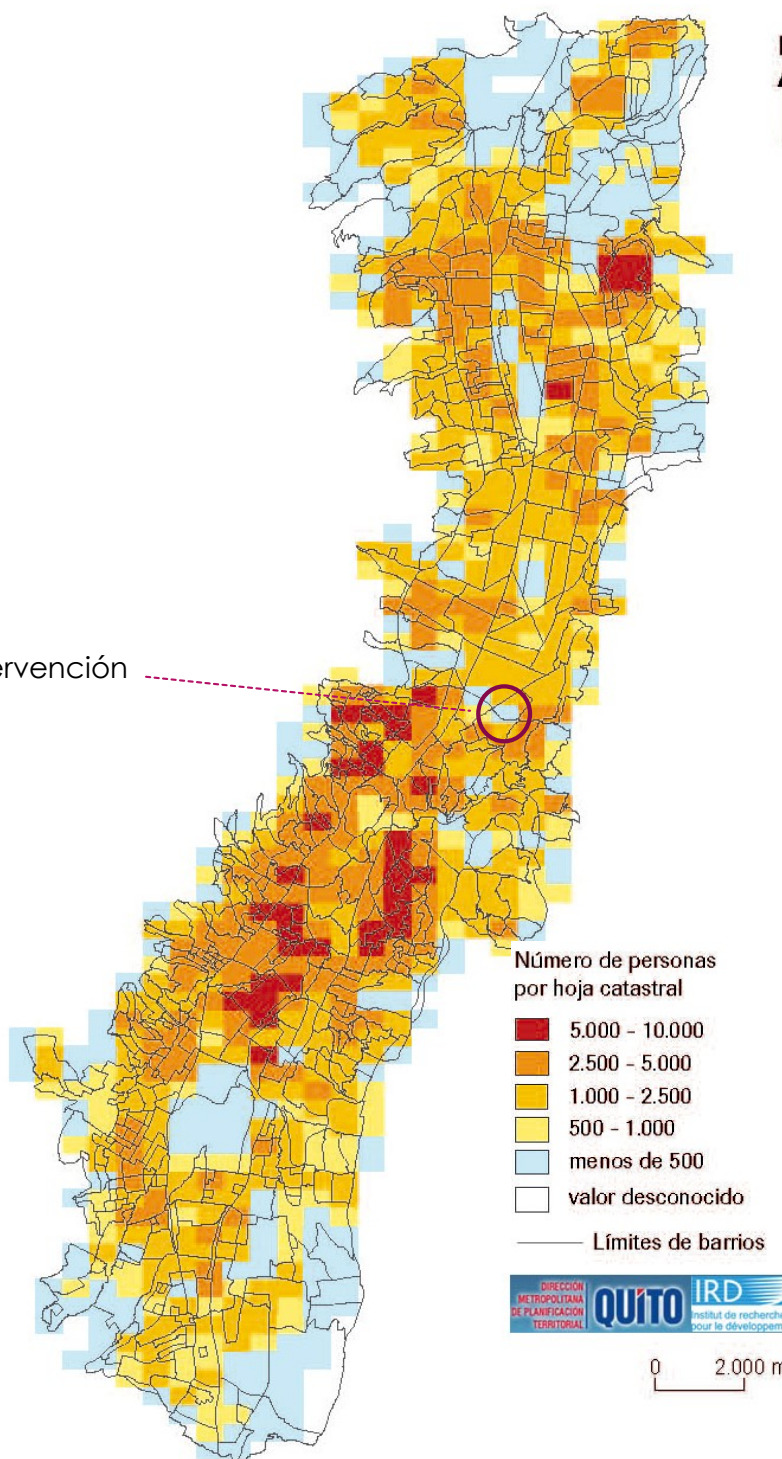 ervención
Número de personas
por hoja catastral
5.000 - 10.000
2.500 - 5.000
1.000 - 2.500
500 - 1.000
menos de 500
valor desconocido
Límites de barrios
DIRECCIÓN
METROPOLITANA
DE PLANIFICACIÓN
TERRITORIAL
QUITO
IRD
Institut de recherche
pour le développem
0 2.000 m